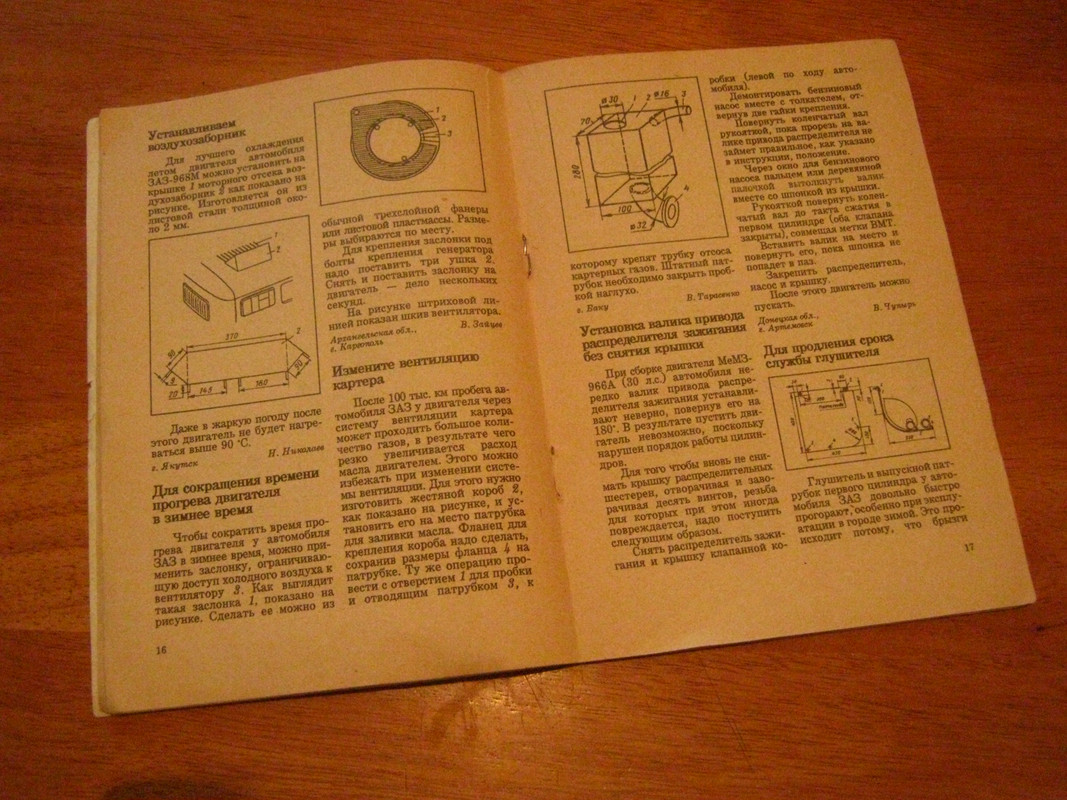 Устанавливаем
воздухозаборник
Для лучшего охлаждения
летом двигателя автомобиля
ЗАЗ-968М можно установить на
крышке 1 моторного отсека воз-
духозаборник 2 как показано на
рисунке. Изготовляется он из
листовой стали толщиной око-
ло 2 мм.
1
2
370
2
20
145
160
Даже в жаркую погоду после
этого двигатель не будет нагре-
ваться выше 90 °С.
Н. Николаев
г. Якутск
Для сокращения времени
прогрева двигателя
в зимнее время
Чтобы сократить время про-
грева двигателя у автомобиля
ЗАЗ в зимнее время, можно при-
менить заслонку, ограничиваю-
щую доступ холодного воздуха к
вентилятору 3. Как выглядит
такая заслонка 1, показано на
рисунке. Сделать ее можно из
16
1
2
3
обычной трехслойной фанеры
или листовой пластмассы. Разме-
ры выбираются по месту.
Для крепления заслонки под
болты крепления генератора
надо поставить три ушка 2.
Снять и поставить заслонку на
двигатель — дело нескольких
секунд.
На рисунке штриховой ли-
нией показан шкив вентилятора.
В. Зайцев
Архангельская обл.,
г. Каргополь
Измените вентиляцию
картера
После 100 тыс. км пробега ав-
томобиля ЗАЗ у двигателя через
систему вентиляции картера
может проходить большое коли-
чество газов, в результате чего
резко увеличивается расход
масла двигателем. Этого можно
избежать при изменении систе-
мы вентиляции. Для этого нужно
изготовить жестяной короб 2,
как показано на рисунке, и ус-
тановить его на место патрубка
для заливки масла. Фланец для
крепления короба надо сделать,
сохранив размеры фланца 4 на
патрубке. Ту же операцию про-
вести с отверстием 1 для пробки
и отводящим патрубком 3, к
⌀30
1
2
⌀16
3
70
180
100
⌀32
4
которому крепят трубку отсоса
картерных газов. Штатный пат-
рубок необходимо закрыть проб-
кой наглухо.
В. Тарасенко
г. Баку
Установка валика привода
распределителя зажигания
без снятия крышки
При сборке двигателя МеМЗ-
966А (30 л.с.) автомобиля не-
редко валик привода распре-
делителя зажигания устанавли-
вают неверно, повернув его на
180°. В результате пустить дви-
гатель невозможно, поскольку
нарушен порядок работы цилин-
дров.
Для того чтобы вновь не сни-
мать крышку распределительных
шестерен, отворачивая и заво-
рачивая десять винтов, резьба
для которых при этом иногда
повреждается, надо поступить
следующим образом.
Снять распределитель зажи-
гания и крышку клапанной ко-
робки (левой по ходу авто-
мобиля).
Демонтировать бензиновый
насос вместе с толкателем, от-
вернув две гайки крепления.
Повернуть коленчатый вал
рукояткой, пока прорезь на ва-
лике привода распределителя не
займет правильное, как указано
в инструкции, положение.
Через окно для бензинового
насоса пальцем или деревянной
палочкой вытолкнуть валик
вместе со шпонкой из крышки.
Рукояткой повернуть колен-
чатый вал до такта сжатия в
первом цилиндре (оба клапана
закрыты), совмещая метки ВМТ.
Вставить валик на место и
повернуть его, пока шпонка не
попадет в паз.
Закрепить распределитель,
насос и крышку.
После этого двигатель можно
пускать.
В. Чупырь
Донецкая обл.,
г. Артемовск
Для продления срока
службы глушителя
Глушитель и выпускной пат-
рубок первого цилиндра у авто-
мобиля ЗАЗ довольно быстро
прогорают, особенно при эксплу-
атации в городе зимой. Это про-
исходит потому, что брызги
17